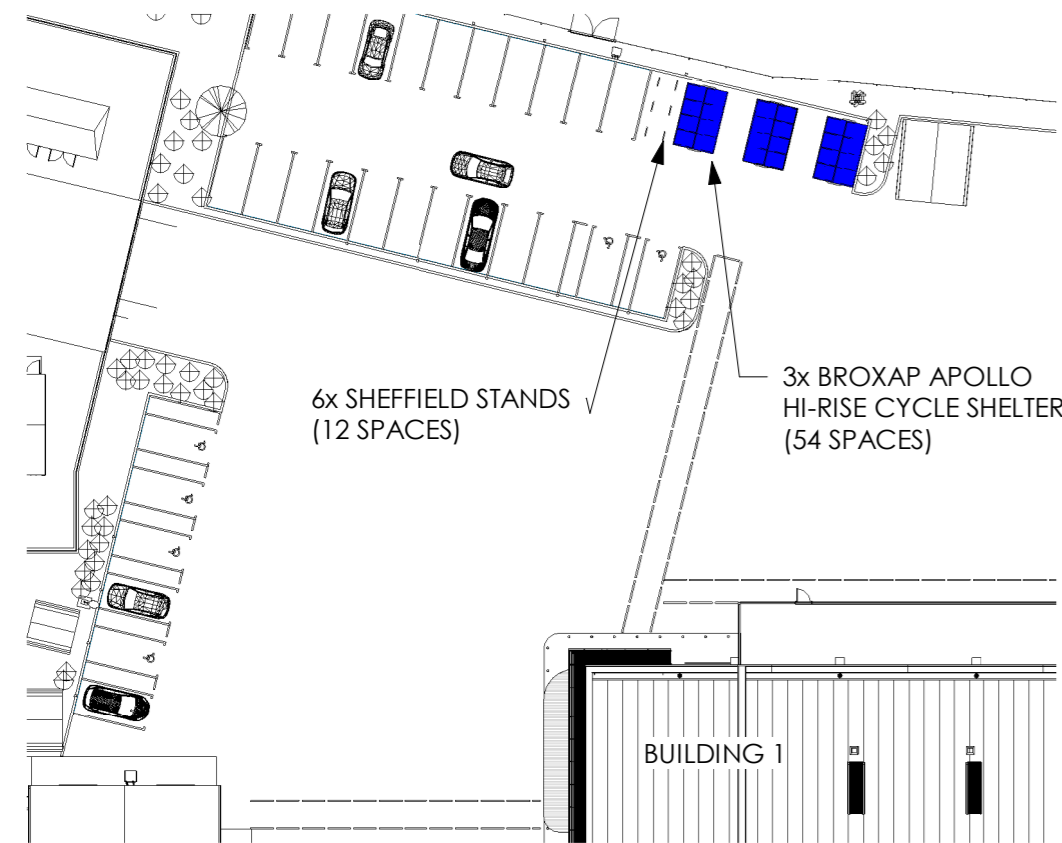 6x SHEFFIELD STANDS
(12 SPACES)
3x BROXAP APOLLO
HI-RISE CYCLE SHELTER
(54 SPACES)
BUILDING 1